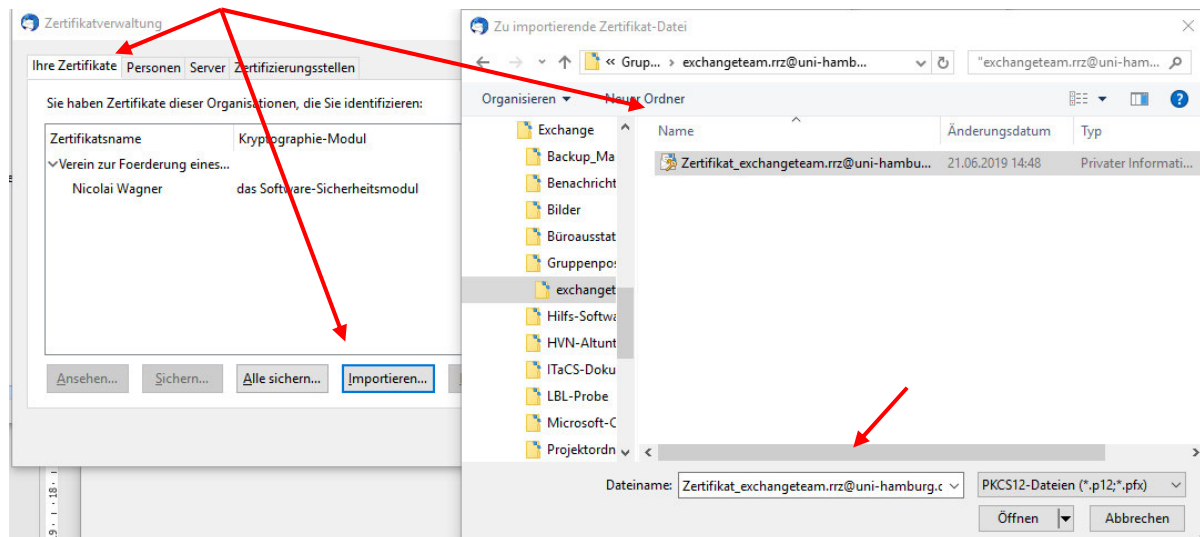 Zertifikatverwaltung
Ihre Zertifikate Personen Server Zertifizierungsstellen
Sie haben Zertifikate dieser Organisationen, die Sie identifizieren:
Zertifikatsname Kryptographie-Modul
Verein zur Foerderung eines...
Nicolai Wagner das Software-Sicherheitsmodul
Ansehen... Sichern... Alle sichern... Importieren...
Zu importierende Zertifikat-Datei
« Grup... > exchangeteam.rrz@uni-hamb... "exchangeteam.rrz@uni-ham...
Organisieren Neuer Ordner
Name Änderungsdatum Typ
Exchange
Backup_Ma
Benachricht
Bilder
Büroausstat
Gruppenpos
exchanget
Hilfs-Softwa
HVN-Altunt
ITaCS-Doku
LBL-Probe
Microsoft-C
Projektordn
Zertifikat_exchangeteam.rrz@uni-hambu... 21.06.2019 14:48 Privater Informati...
Dateiname: Zertifikat_exchangeteam.rrz@uni-hamburg.c PKCS12-Dateien (*.p12;*.pfx)
Öffnen Abbrechen
18